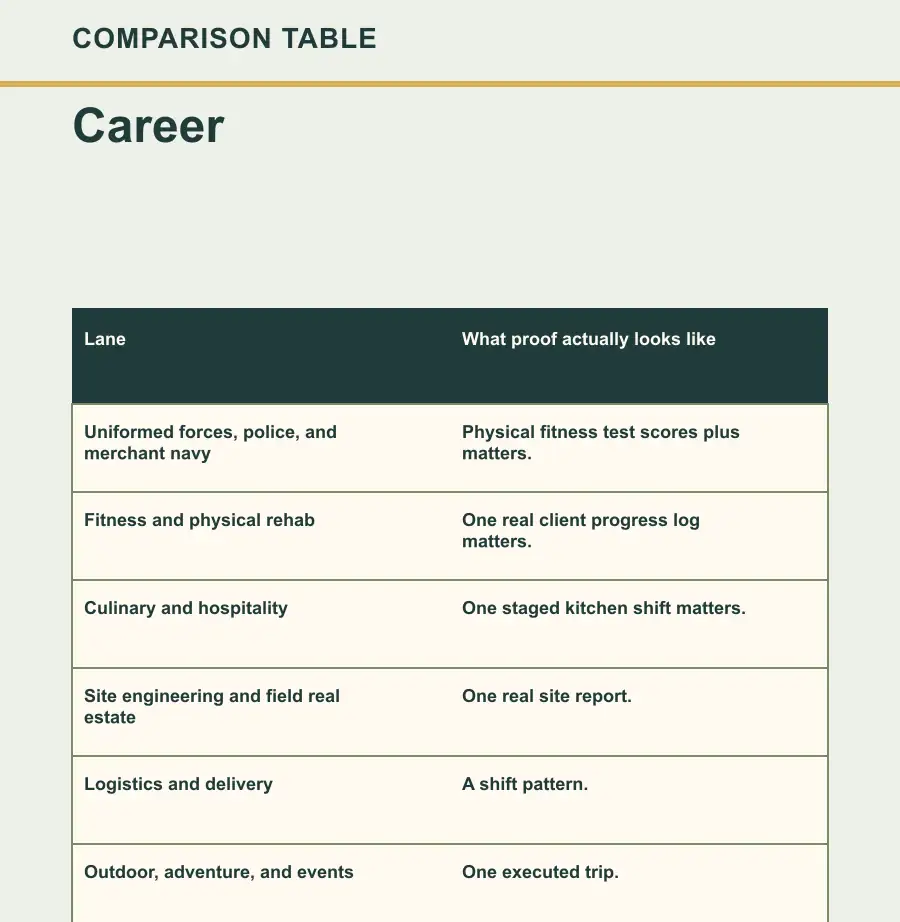 COMPARISON TABLE
Career
Lane
What proof actually looks like
Uniformed forces, police, and
merchant navy
Physical fitness test scores plus
matters.
Fitness and physical rehab
One real client progress log
matters.
Culinary and hospitality
One staged kitchen shift matters.
Site engineering and field real
estate
One real site report.
Logistics and delivery
A shift pattern.
Outdoor, adventure, and events
One executed trip.